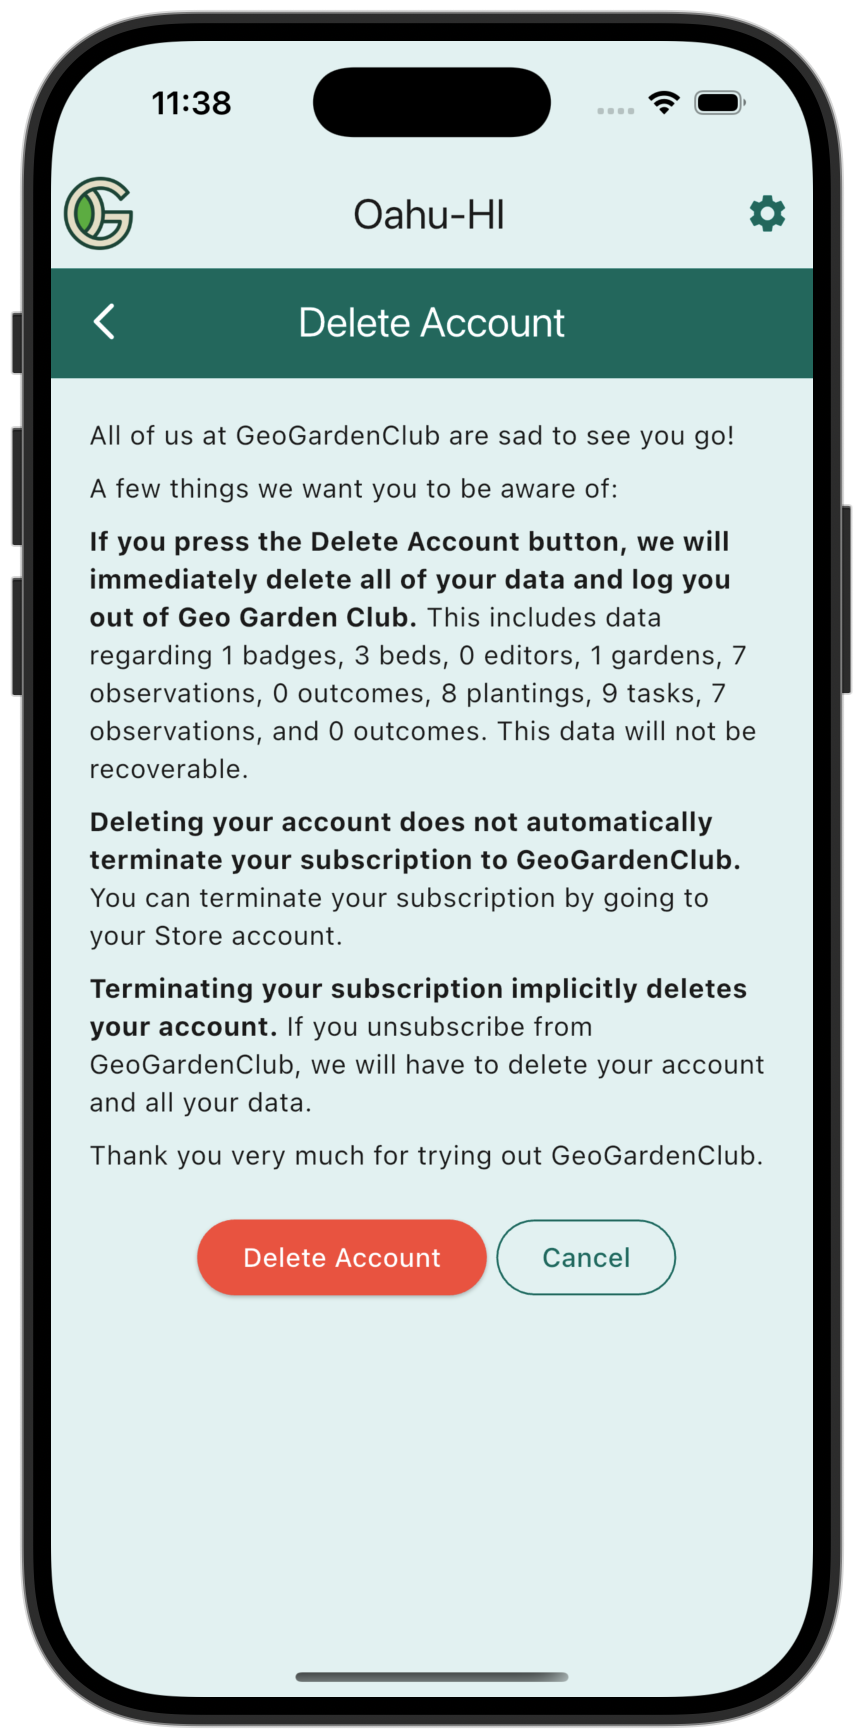 11:38
Oahu-HI
Delete Account
All of us at GeoGardenClub are sad to see you go!
A few things we want you to be aware of:
If you press the Delete Account button, we will
immediately delete all of your data and log you
out of Geo Garden Club. This includes data
regarding 1 badges, 3 beds, 0 editors, 1 gardens, 7
observations, 0 outcomes, 8 plantings, 9 tasks, 7
observations, and 0 outcomes. This data will not be
recoverable.
Deleting your account does not automatically
terminate your subscription to GeoGardenClub.
You can terminate your subscription by going to
your Store account.
Terminating your subscription implicitly deletes
your account. If you unsubscribe from
GeoGardenClub, we will have to delete your account
and all your data.
Thank you very much for trying out GeoGardenClub.
Delete Account Cancel